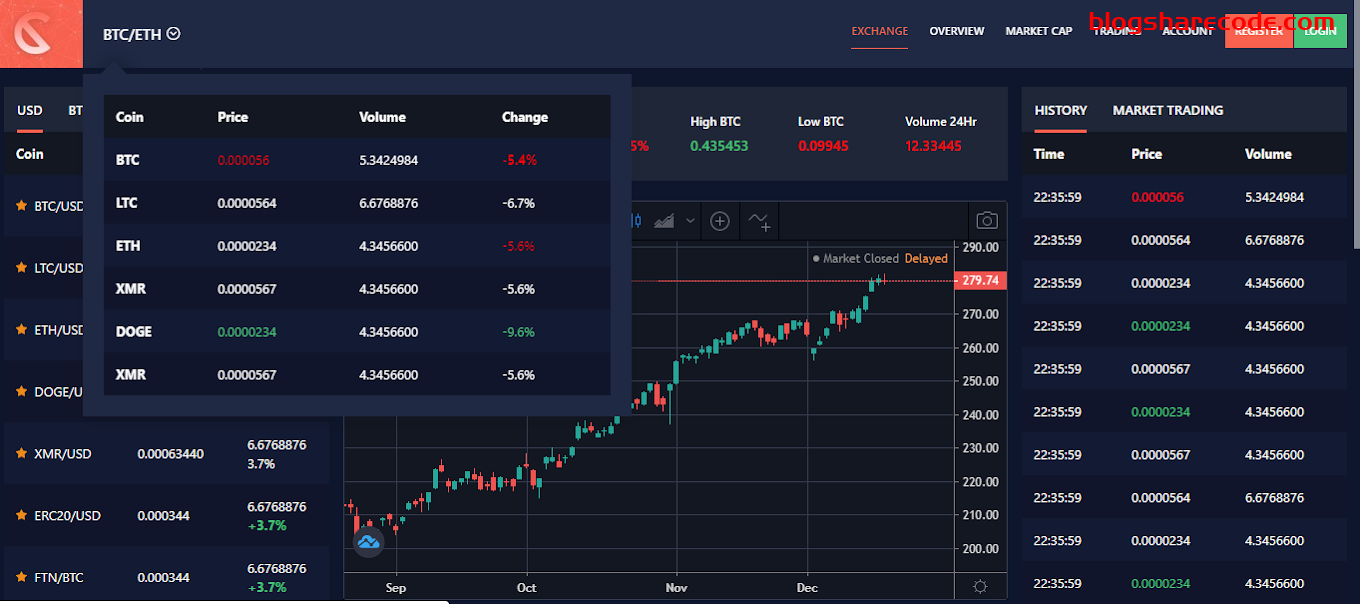 BTC/ETH
EXCHANGE OVERVIEW MARKET CAP TRADING ACCOUNT REGISTER LOGIN
blogsharecode.com
USD BT
Coin
BTC/USD
LTC/USD
ETH/USD
DOGE/U
XMR/USD 0.00063440 6.6768876
3.7%
ERC20/USD 0.000344 6.6768876
+3.7%
FTN/BTC 0.000344 6.6768876
+3.7%
Coin Price Volume Change
BTC 0.000056 5.3424984 -5.4%
LTC 0.0000564 6.6768876 -6.7%
ETH 0.0000234 4.3456600 -5.6%
XMR 0.0000567 4.3456600 -5.6%
DOGE 0.0000234 4.3456600 -9.6%
XMR 0.0000567 4.3456600 -5.6%
High BTC Low BTC Volume 24Hr
5% 0.435453 0.09945 12.33445
Market Closed Delayed
290.00
279.74
270.00
260.00
250.00
240.00
230.00
220.00
210.00
200.00
Sep Oct Nov Dec
HISTORY MARKET TRADING
Time Price Volume
22:35:59 0.000056 5.3424984
22:35:59 0.0000564 6.6768876
22:35:59 0.0000234 4.3456600
22:35:59 0.0000234 4.3456600
22:35:59 0.0000567 4.3456600
22:35:59 0.0000234 4.3456600
22:35:59 0.0000567 4.3456600
22:35:59 0.0000564 6.6768876
22:35:59 0.0000234 4.3456600
22:35:59 0.0000234 4.3456600